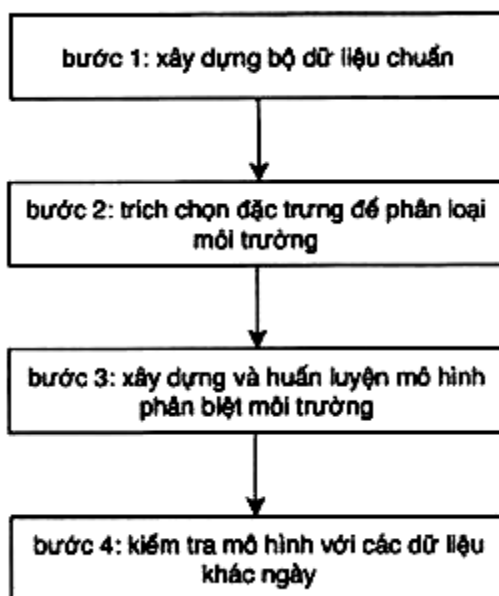 bước 1: xây dựng bộ dữ liệu chuẩn
bước 2: trích chọn đặc trưng để phân loại
môi trường
bước 3: xây dựng và huấn luyện mô hình
phân biệt môi trường
bước 4: kiểm tra mô hình với các dữ liệu
khác ngày